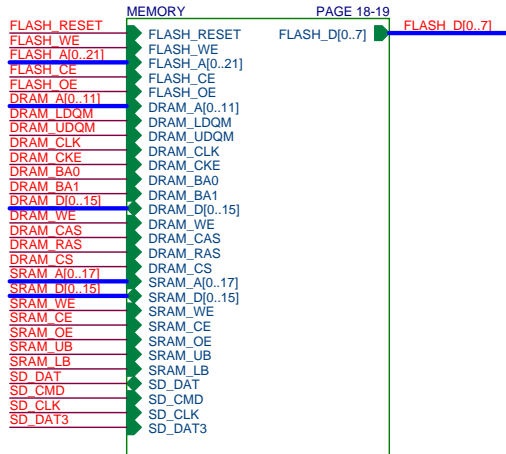 MEMORY PAGE 18-19
FLASH_RESET FLASH_RESET FLASH_D[0..7] FLASH_D[0..7]
FLASH_WE FLASH_WE
FLASH_A[0..21] FLASH_A[0..21]
FLASH_CE FLASH_CE
FLASH_OE FLASH_OE
DRAM_A[0..11] DRAM_A[0..11]
DRAM_LDQM DRAM_LDQM
DRAM_UDQM DRAM_UDQM
DRAM_CLK DRAM_CLK
DRAM_CKE DRAM_CKE
DRAM_BA0 DRAM_BA0
DRAM_BA1 DRAM_BA1
DRAM_D[0..15] DRAM_D[0..15]
DRAM_WE DRAM_WE
DRAM_CAS DRAM_CAS
DRAM_RAS DRAM_RAS
DRAM_CS DRAM_CS
SRAM_A[0..17] SRAM_A[0..17]
SRAM_D[0..15] SRAM_D[0..15]
SRAM_WE SRAM_WE
SRAM_CE SRAM_CE
SRAM_OE SRAM_OE
SRAM_UB SRAM_UB
SRAM_LB SRAM_LB
SD_DAT SD_DAT
SD_CMD SD_CMD
SD_CLK SD_CLK
SD_DAT3 SD_DAT3